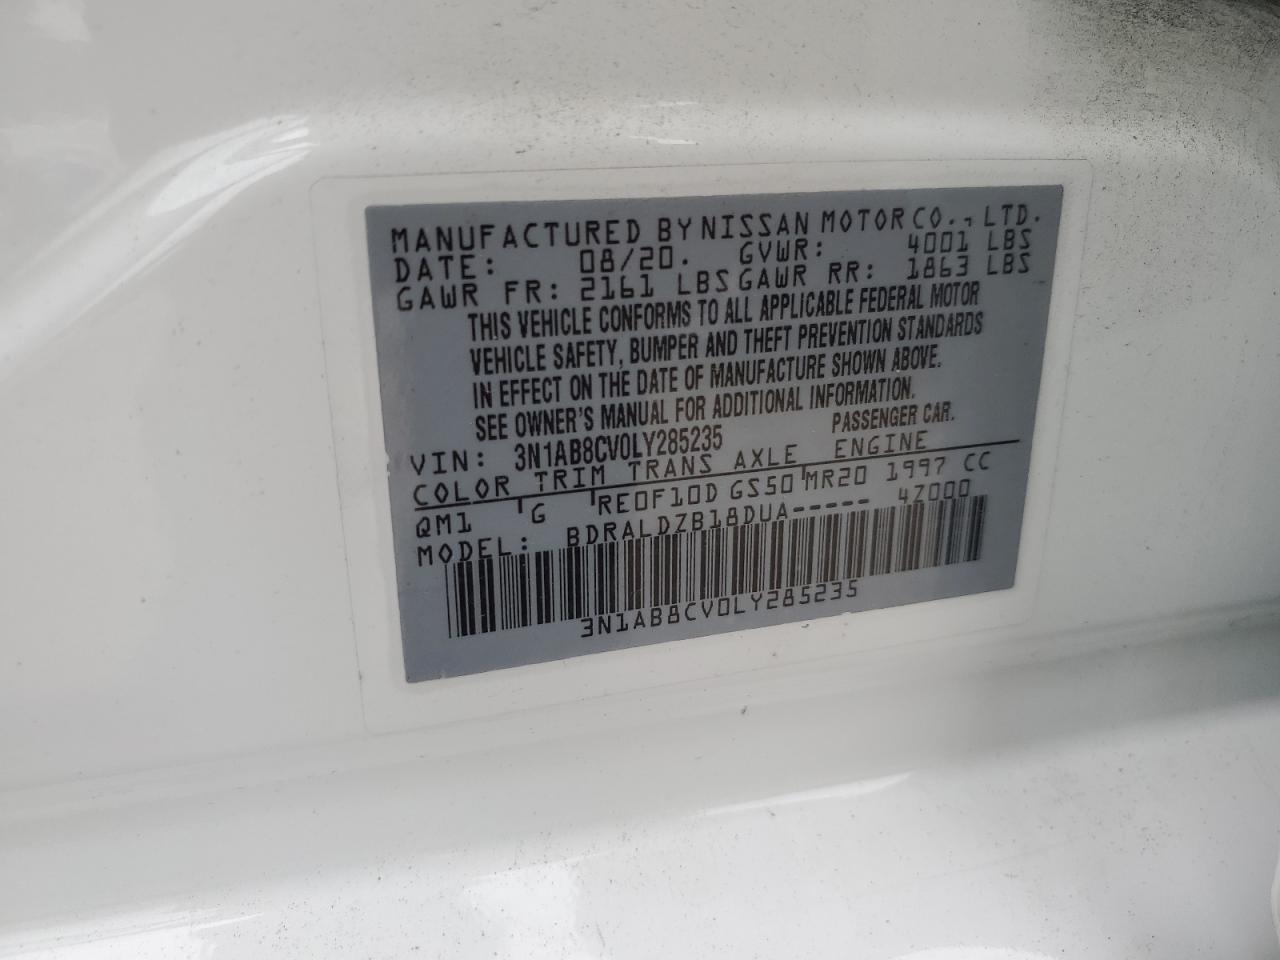 MANUFACTURED BY NISSAN MOTOR CO., LTD.
DATE: 08/20. GVWR: 4001 LBS
GAWR FR: 2161 LBS GAWR RR: 1863 LBS
THIS VEHICLE CONFORMS TO ALL APPLICABLE FEDERAL MOTOR
VEHICLE SAFETY, BUMPER AND THEFT PREVENTION STANDARDS
IN EFFECT ON THE DATE OF MANUFACTURE SHOWN ABOVE.
SEE OWNER'S MANUAL FOR ADDITIONAL INFORMATION.
VIN: 3N1AB8CV0LY285235 PASSENGER CAR.
COLOR TRIM TRANS AXLE ENGINE
QM1 G RE0F10D GS50 MR20 1997 CC
MODEL: BDRALDZB18DUA----- 4Z000
3N1AB8CV0LY285235